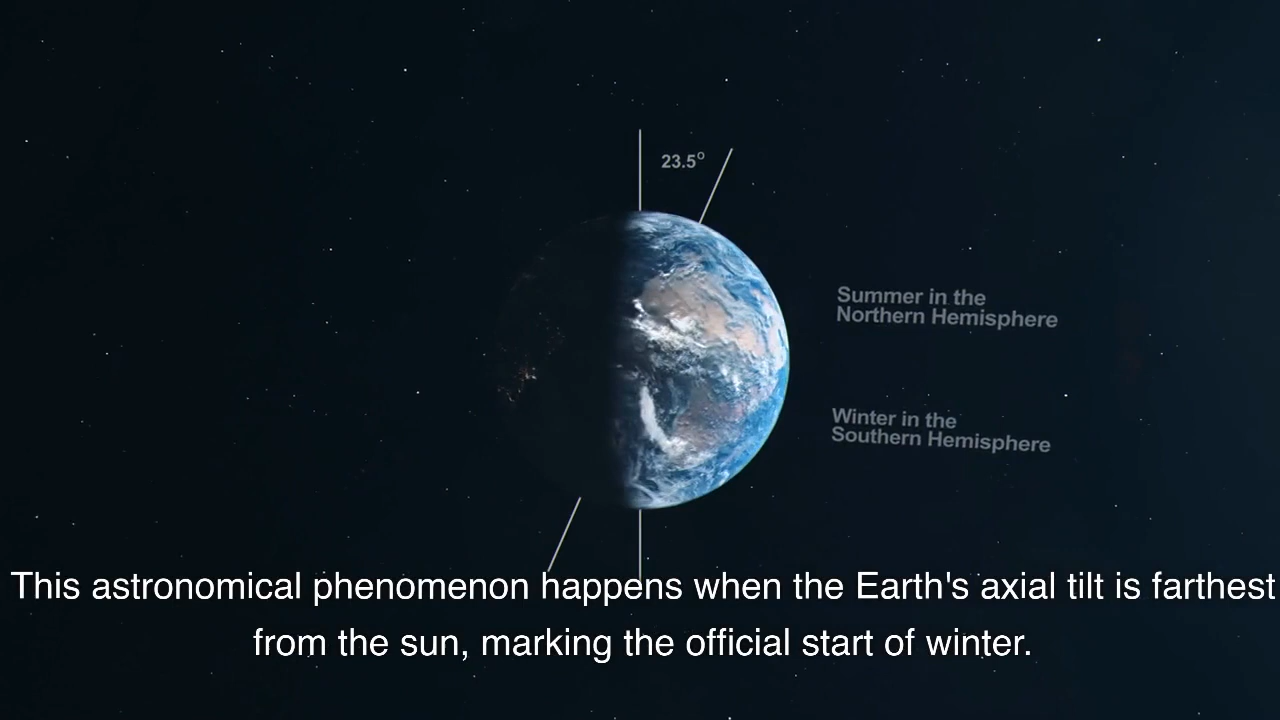 23.5°
Summer in the
Northern Hemisphere
Winter in the
Southern Hemisphere
This astronomical phenomenon happens when the Earth's axial tilt is farthest
from the sun, marking the official start of winter.